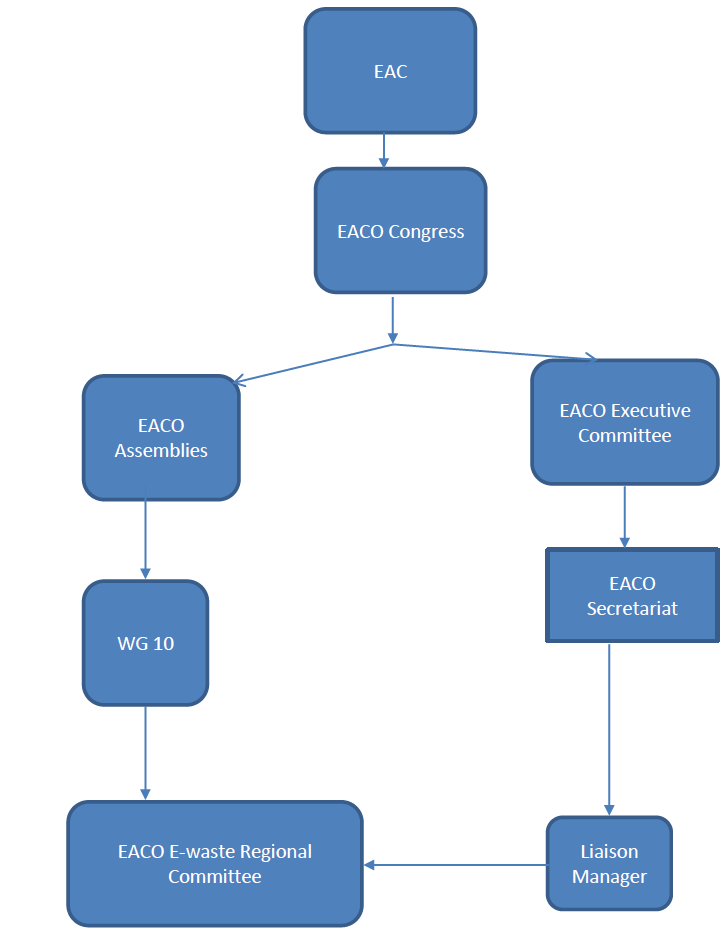 EAC
EACO Congress
EACO
Assemblies
EACO Executive
Committee
WG 10
EACO
Secretariat
EACO E-waste Regional
Committee
Liaison
Manager